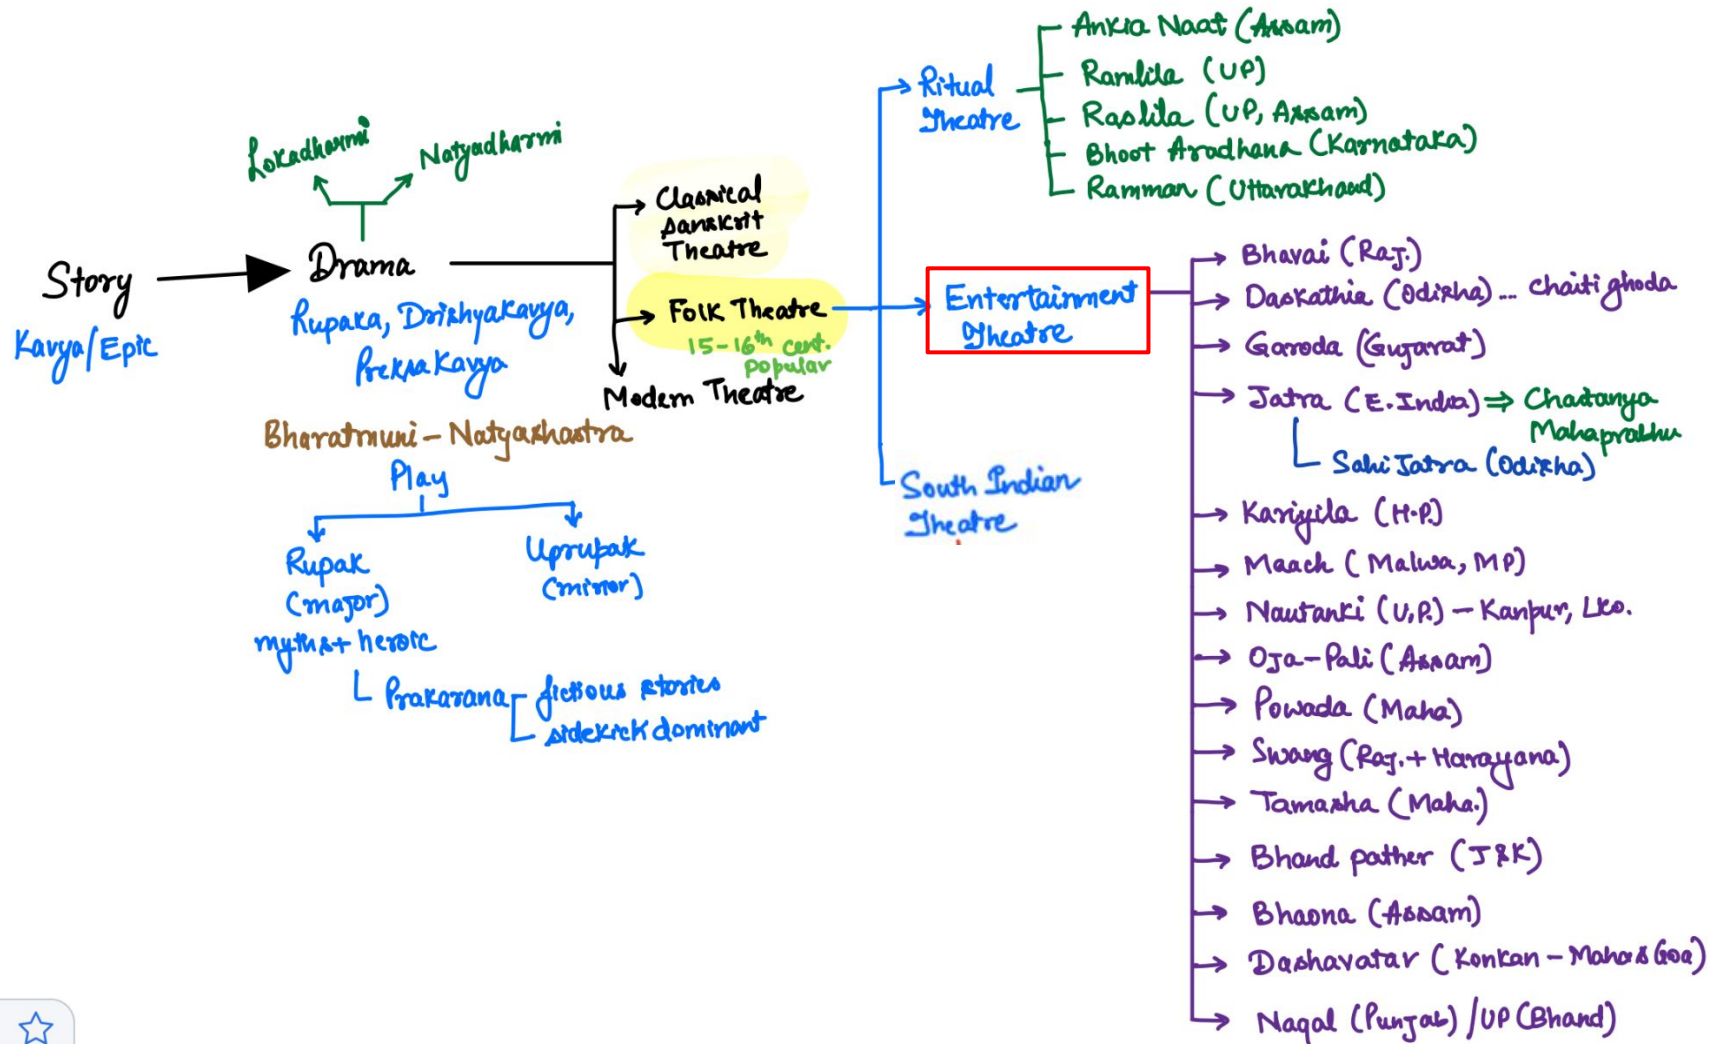 Story
Kavya/Epic
Lokadharmi
Natyadharmi
Drama
Rupaka, Drishyakavya,
Preksa Kavya
Bharatmuni - Natyashastra
Play
Rupak
(major)
myths + heroic
Uprupak
(minor)
Prakarana
fictious stories
sidekick dominant
Classical
Sanskrit
Theatre
Folk Theatre
15-16th cent.
popular
Modern Theatre
Ritual
Theatre
Ankia Naat (Assam)
Ramlila (UP)
Raslila (UP, Assam)
Bhoot Aradhana (Karnataka)
Ramman (Uttarakhand)
Entertainment
Theatre
Bhavai (Raj.)
Daskathia (Odisha) ... Chaiti ghoda
Garoda (Gujarat)
Jatra (E. India) ⇒ Chaitanya
Mahaprabhu
Sahi Jatra (Odisha)
Kariyila (H.P.)
Maach (Malwa, MP)
Nautanki (U.P.) - Kanpur, Lko.
Oja-Pali (Assam)
Powada (Maha)
Swang (Raj. + Harayana)
Tamasha (Maha.)
Bhand pather (J&K)
Bhaona (Assam)
Dashavatar (Konkan - Maha & Goa)
Naqal (Punjab) / UP (Bhand)
South Indian
Theatre